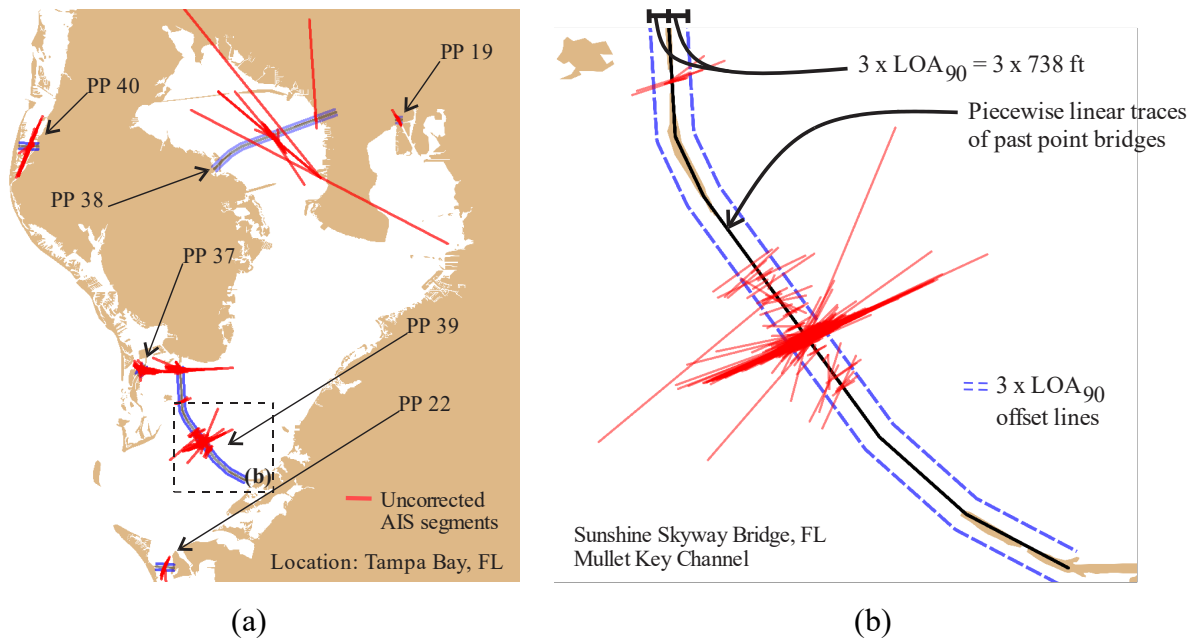 PP 19
PP 40
PP 38
PP 37
PP 39
PP 22
(b)
Uncorrected
AIS segments
Location: Tampa Bay, FL
(a)
3 x LOA90 = 3 x 738 ft
Piecewise linear traces
of past point bridges
3 x LOA90
offset lines
Sunshine Skyway Bridge, FL
Mullet Key Channel
(b)